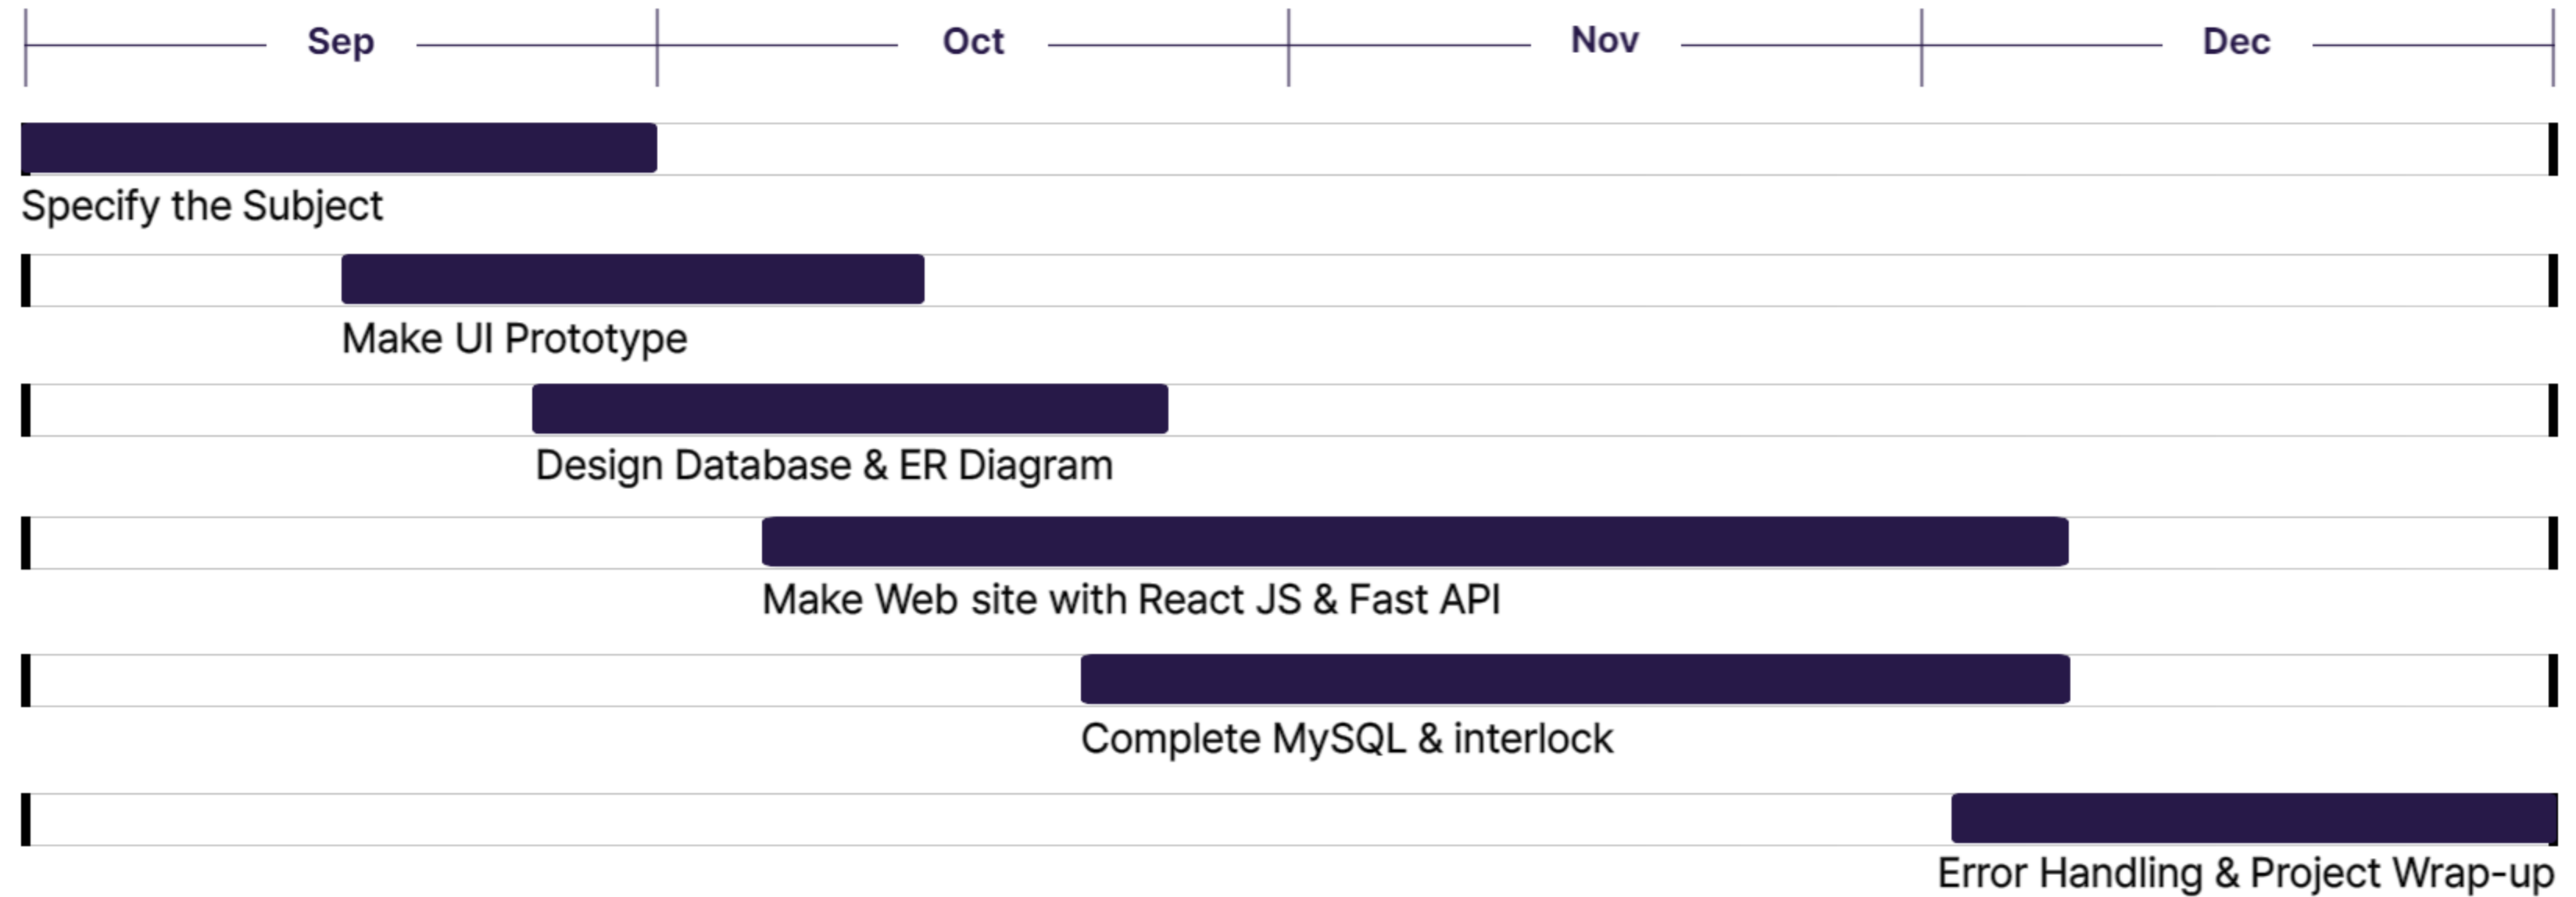 Sep Oct Nov Dec
Specify the Subject
Make UI Prototype
Design Database & ER Diagram
Make Web site with React JS & Fast API
Complete MySQL & interlock
Error Handling & Project Wrap-up